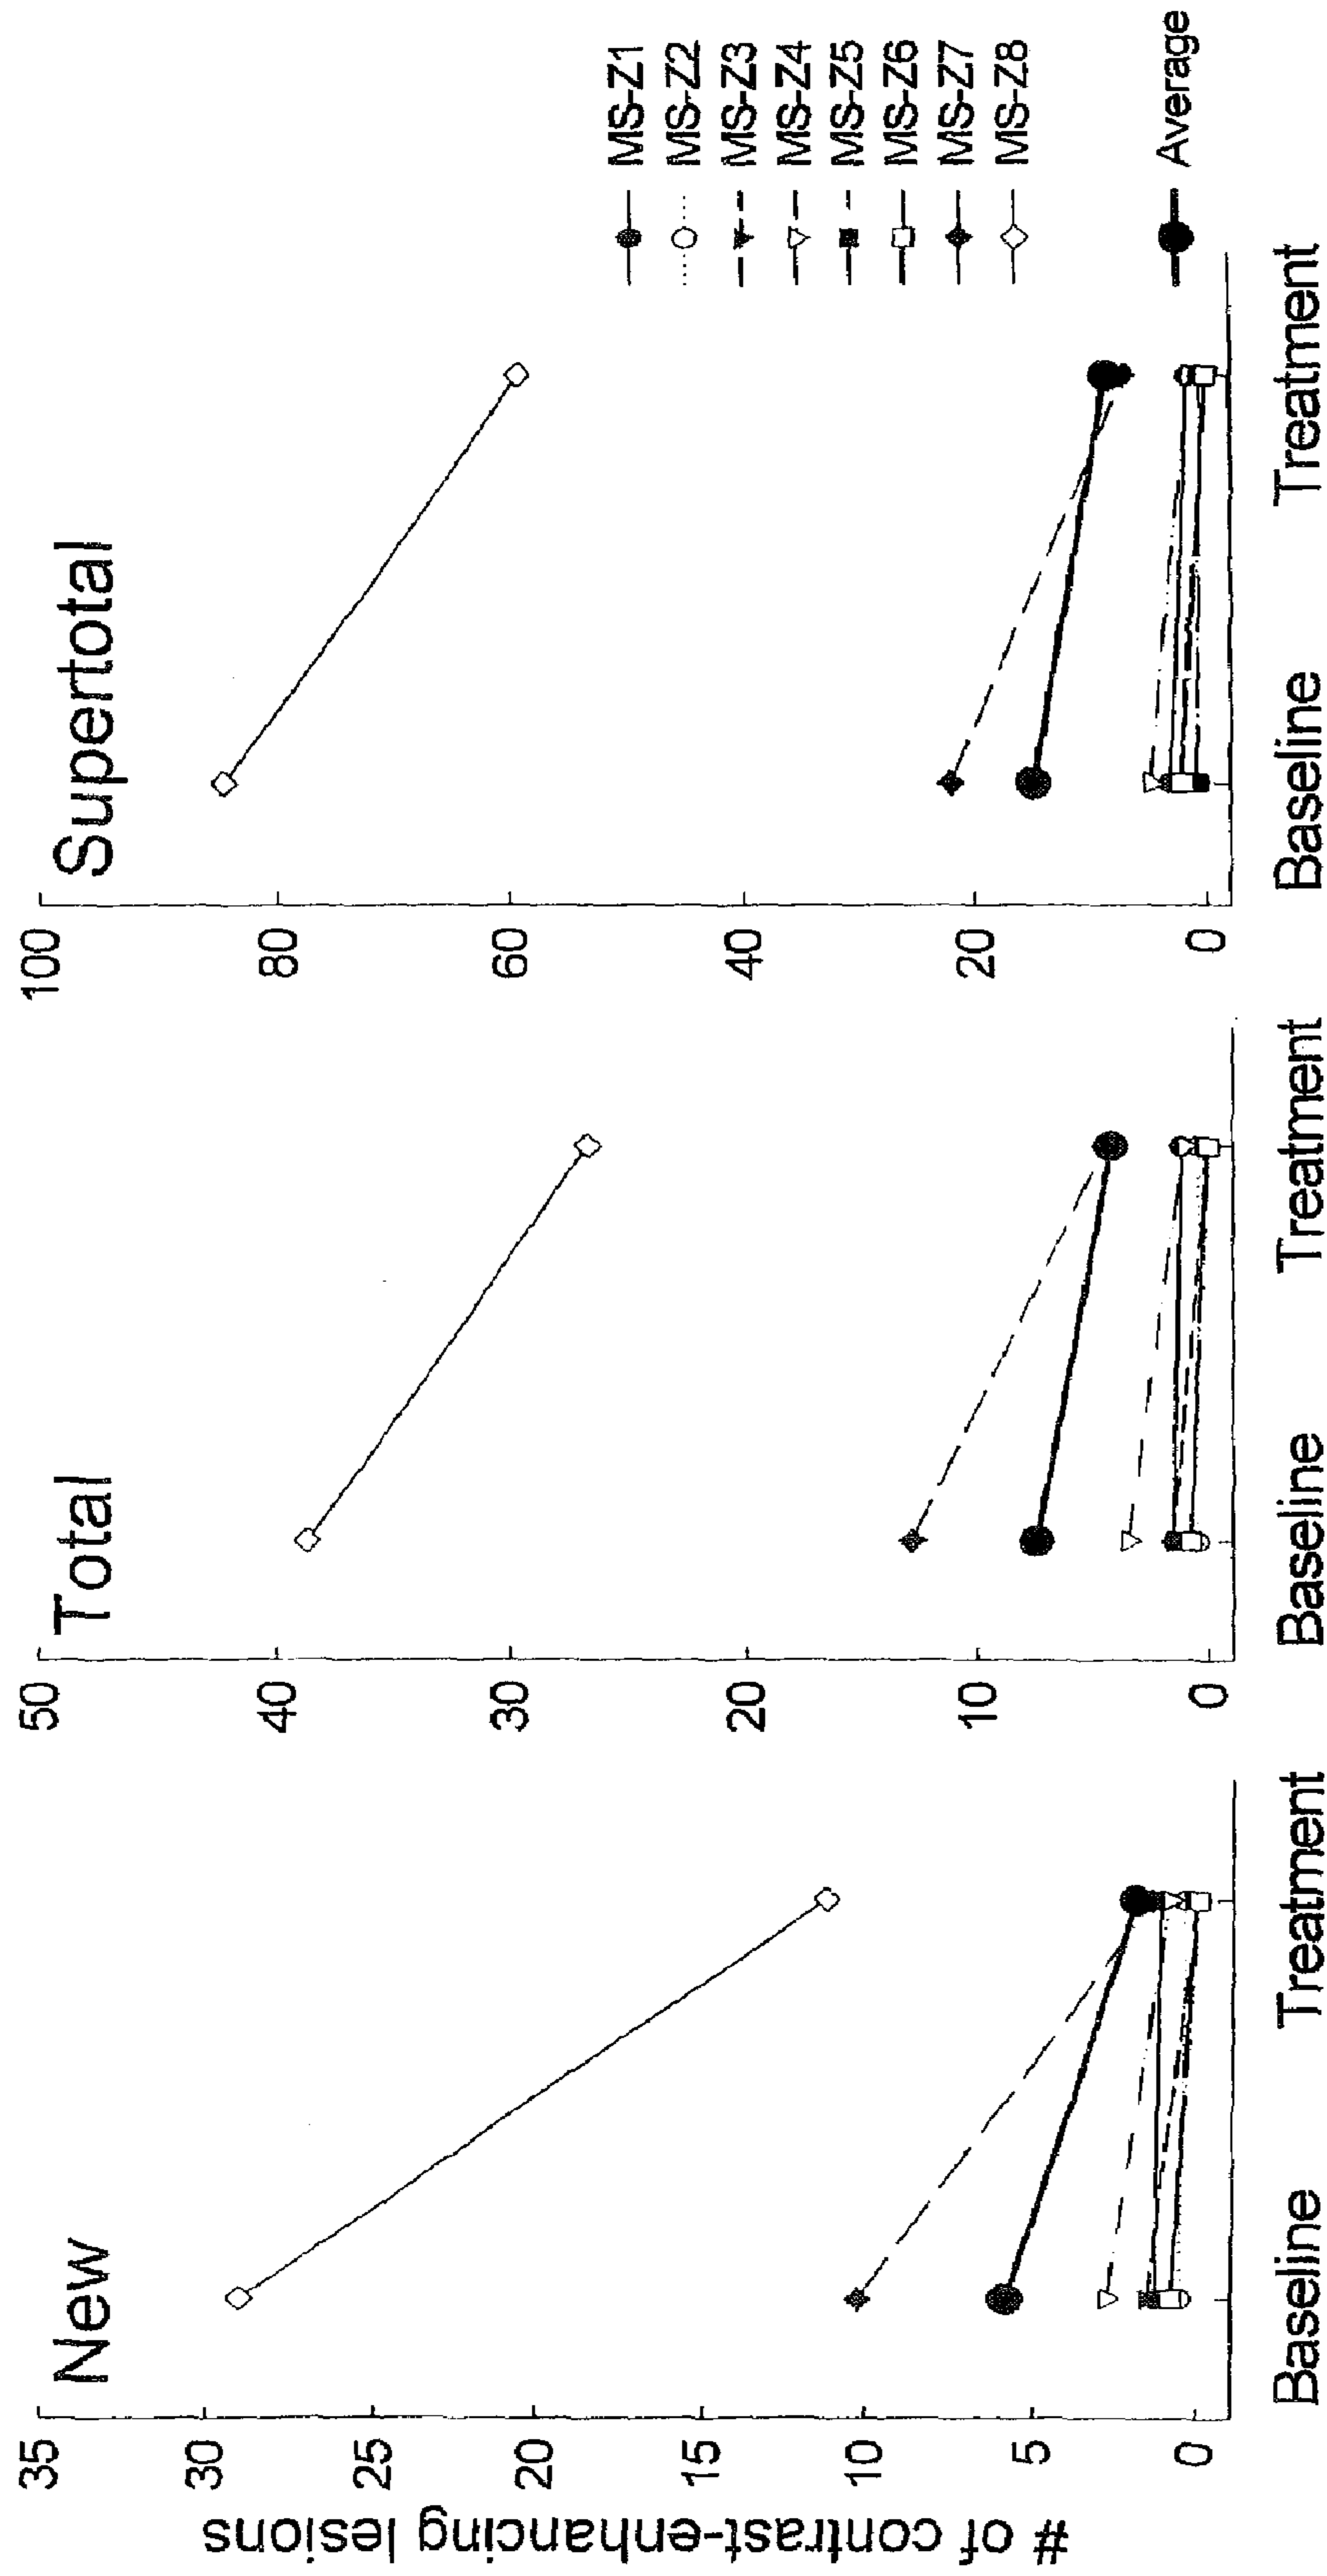 # of contrast-enhancing lesions
New
35
30
25
20
15
10
5
0
Baseline Treatment
Total
50
40
30
20
10
0
Baseline Treatment
Supertotal
100
80
60
40
20
0
Baseline Treatment
MS-Z1
MS-Z2
MS-Z3
MS-Z4
MS-Z5
MS-Z6
MS-Z7
MS-Z8
Average